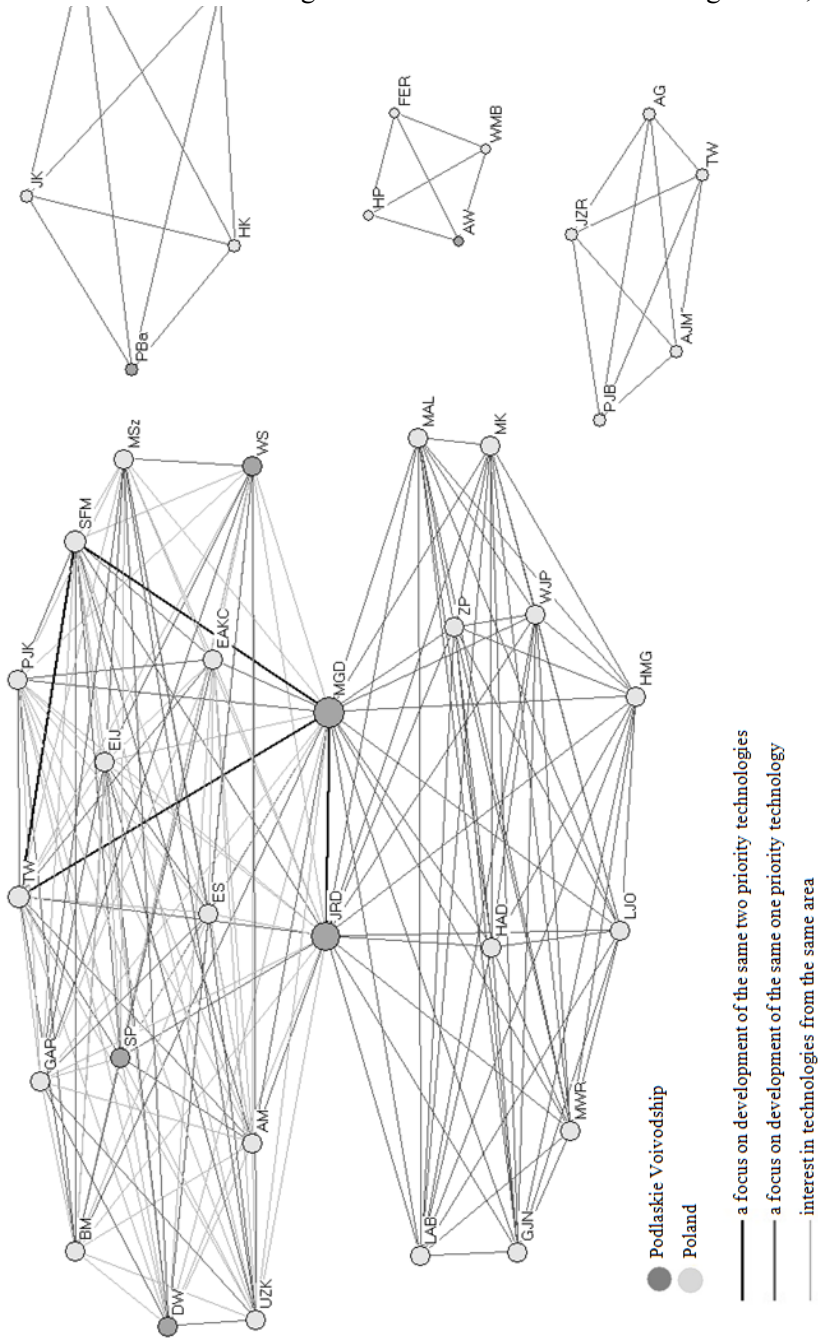 FER
WMB
AG
TW
JK
HP
AW
JZR
HK
PBa
AJM
PJB
MSz
WS
MAL
MK
SFM
PJK
EAKC
ZP
WJP
MGD
HMG
EIJ
TW
ES
JRD
HAD
LJO
GAP
SP
AM
MWR
BM
DW
UZK
LAB
GJN
Podlaskie Voivodship
Poland
a focus on development of the same two priority technologies
a focus on development of the same one priority technology
interest in technologies from the same area